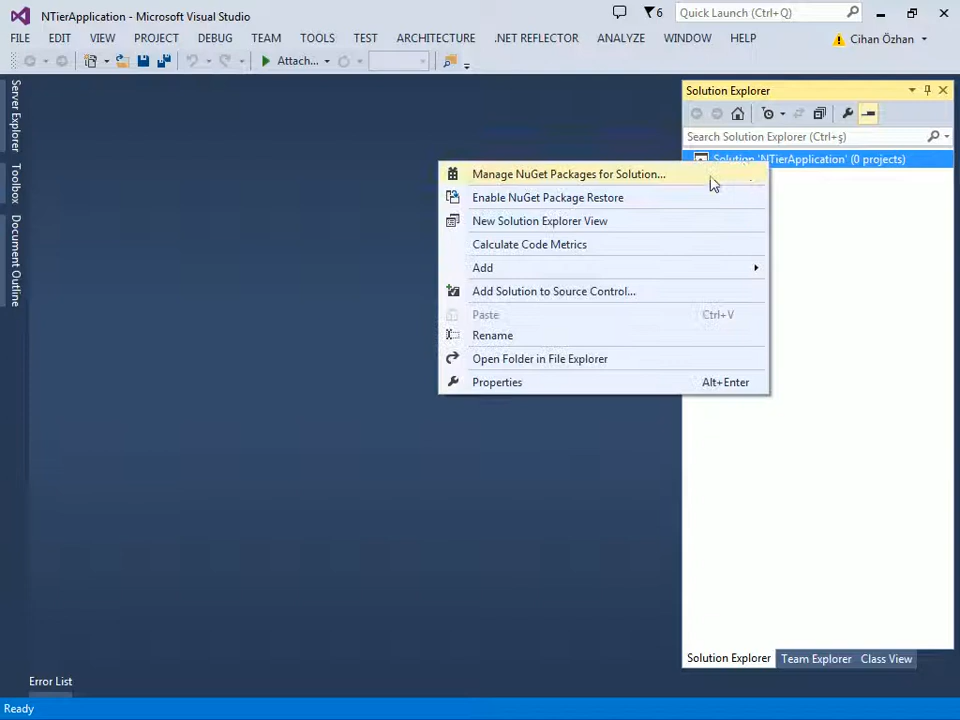 NTierApplication - Microsoft Visual Studio
6
Quick Launch (Ctrl+Q)
FILE EDIT VIEW PROJECT DEBUG TEAM TOOLS TEST ARCHITECTURE .NET REFLECTOR ANALYZE WINDOW HELP
Cihan Özhan
Attach...
Server Explorer
Toolbox
Document Outline
Solution Explorer
Search Solution Explorer (Ctrl+ş)
Solution 'NTierApplication' (0 projects)
Manage NuGet Packages for Solution...
Enable NuGet Package Restore
New Solution Explorer View
Calculate Code Metrics
Add
Add Solution to Source Control...
Paste Ctrl+V
Rename
Open Folder in File Explorer
Properties Alt+Enter
Solution Explorer Team Explorer Class View
Error List
Ready